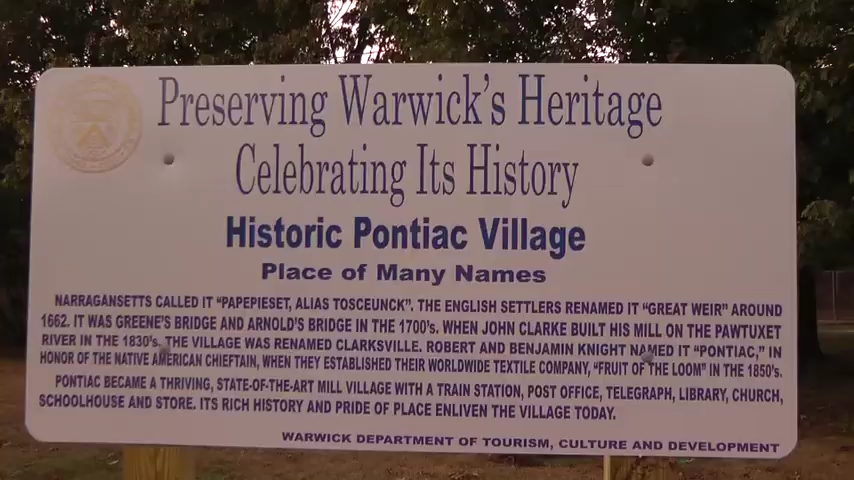 Preserving Warwick's Heritage
Celebrating Its History
Historic Pontiac Village
Place of Many Names
NARRAGANSETTS CALLED IT "PAPEPIESET, ALIAS TOSCEUNCK". THE ENGLISH SETTLERS RENAMED IT "GREAT WEIR" AROUND
1662. IT WAS GREENE'S BRIDGE AND ARNOLD'S BRIDGE IN THE 1700's. WHEN JOHN CLARKE BUILT HIS MILL ON THE PAWTUXET
RIVER IN THE 1830's. THE VILLAGE WAS RENAMED CLARKSVILLE. ROBERT AND BENJAMIN KNIGHT NAMED IT "PONTIAC," IN
HONOR OF THE NATIVE AMERICAN CHIEFTAIN, WHEN THEY ESTABLISHED THEIR WORLDWIDE TEXTILE COMPANY, "FRUIT OF THE LOOM" IN THE 1850's.
PONTIAC BECAME A THRIVING, STATE-OF-THE-ART MILL VILLAGE WITH A TRAIN STATION, POST OFFICE, TELEGRAPH, LIBRARY, CHURCH,
SCHOOLHOUSE AND STORE. ITS RICH HISTORY AND PRIDE OF PLACE ENLIVEN THE VILLAGE TODAY.
WARWICK DEPARTMENT OF TOURISM, CULTURE AND DEVELOPMENT